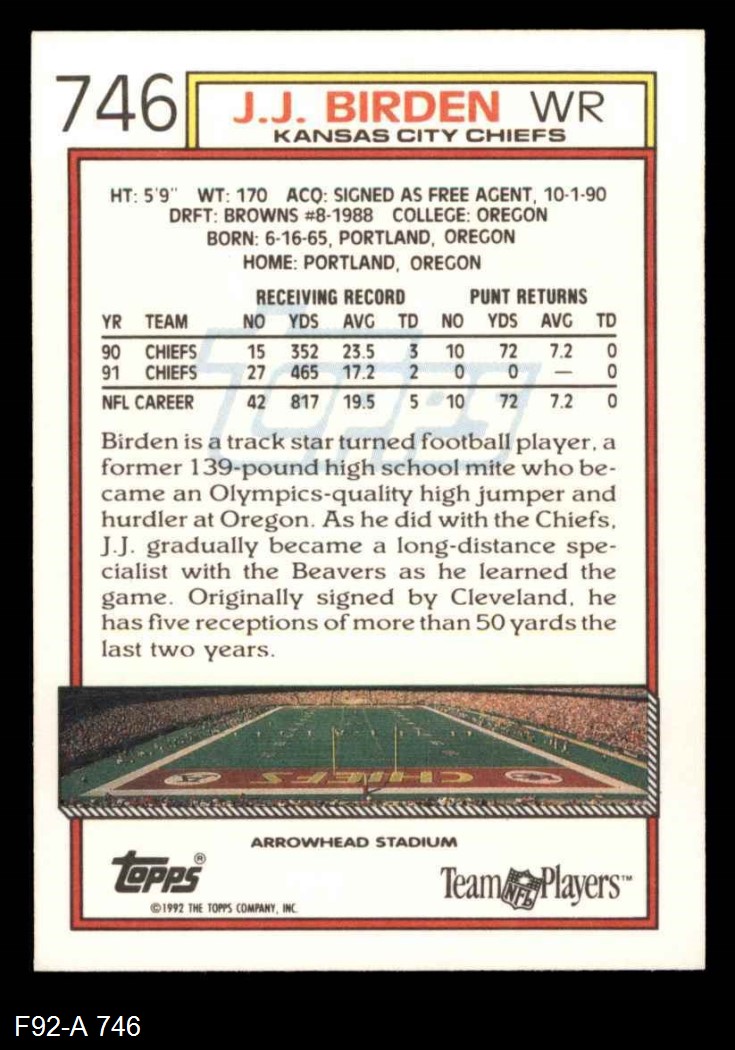 746
J.J. BIRDEN WR
KANSAS CITY CHIEFS
HT: 5'9" WT: 170 ACQ: SIGNED AS FREE AGENT, 10-1-90
DRFT: BROWNS #8-1988 COLLEGE: OREGON
BORN: 6-16-65, PORTLAND, OREGON
HOME: PORTLAND, OREGON
RECEIVING RECORD PUNT RETURNS
YR TEAM NO YDS AVG TD NO YDS AVG TD
90 CHIEFS 15 352 23.5 3 10 72 7.2 0
91 CHIEFS 27 465 17.2 2 0 0 — 0
NFL CAREER 42 817 19.5 5 10 72 7.2 0
Topps
Birden is a track star turned football player, a
former 139-pound high school mite who be-
came an Olympics-quality high jumper and
hurdler at Oregon. As he did with the Chiefs,
J.J. gradually became a long-distance spe-
cialist with the Beavers as he learned the
game. Originally signed by Cleveland, he
has five receptions of more than 50 yards the
last two years.
CHIEFS
ARROWHEAD STADIUM
Topps®
Team NFL Players™
©1992 THE TOPPS COMPANY, INC.
F92-A 746